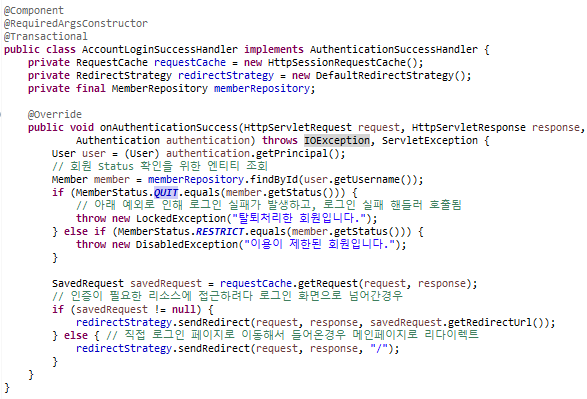 @Component
@RequiredArgsConstructor
@Transactional
public class AccountLoginSuccessHandler implements AuthenticationSuccessHandler {
    private RequestCache requestCache = new HttpSessionRequestCache();
    private RedirectStrategy redirectStrategy = new DefaultRedirectStrategy();
    private final MemberRepository memberRepository;

    @Override
    public void onAuthenticationSuccess(HttpServletRequest request, HttpServletResponse response,
            Authentication authentication) throws IOException, ServletException {
        User user = (User) authentication.getPrincipal();
        // 회원 Status 확인을 위한 엔티티 조회
        Member member = memberRepository.findById(user.getUsername());
        if (MemberStatus.QUIT.equals(member.getStatus())) {
            // 아래 예외로 인해 로그인 실패가 발생하고, 로그인 실패 핸들러 호출됨
            throw new LockedException("탈퇴처리한 회원입니다.");
        } else if (MemberStatus.RESTRICT.equals(member.getStatus())) {
            throw new DisabledException("이용이 제한된 회원입니다.");
        }

        SavedRequest savedRequest = requestCache.getRequest(request, response);
        // 인증이 필요한 리소스에 접근하려다 로그인 화면으로 넘어간경우
        if (savedRequest != null) {
            redirectStrategy.sendRedirect(request, response, savedRequest.getRedirectUrl());
        } else { // 직접 로그인 페이지로 이동해서 들어온경우 메인페이지로 리다이렉트
            redirectStrategy.sendRedirect(request, response, "/");
        }
    }
}